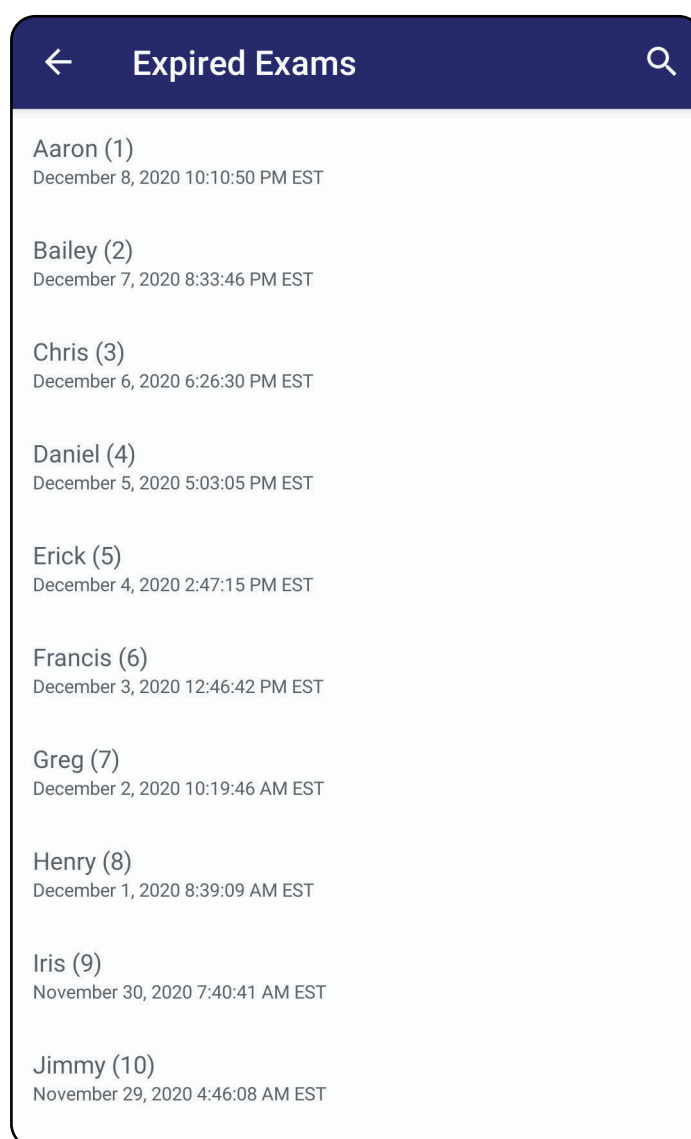 Expired Exams
Aaron (1)
December 8, 2020 10:10:50 PM EST
Bailey (2)
December 7, 2020 8:33:46 PM EST
Chris (3)
December 6, 2020 6:26:30 PM EST
Daniel (4)
December 5, 2020 5:03:05 PM EST
Erick (5)
December 4, 2020 2:47:15 PM EST
Francis (6)
December 3, 2020 12:46:42 PM EST
Greg (7)
December 2, 2020 10:19:46 AM EST
Henry (8)
December 1, 2020 8:39:09 AM EST
Iris (9)
November 30, 2020 7:40:41 AM EST
Jimmy (10)
November 29, 2020 4:46:08 AM EST